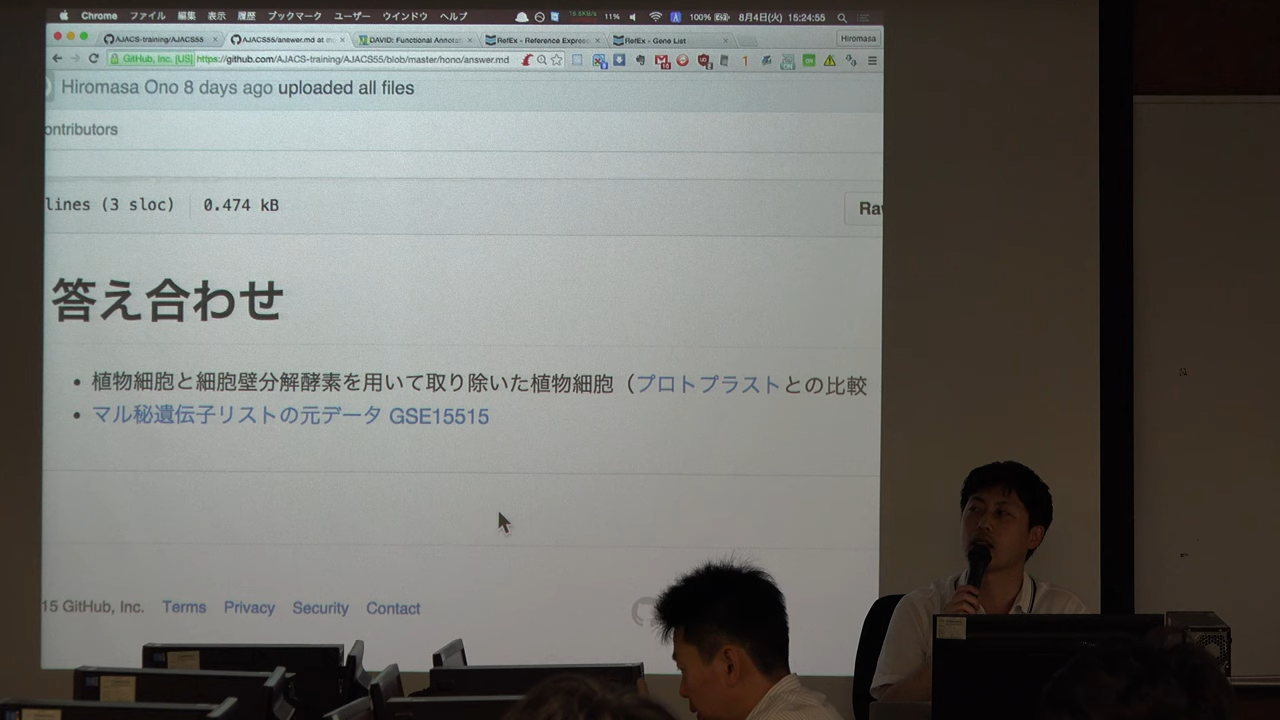 Chrome ファイル 編集 表示 履歴 ブックマーク ユーザー ウインドウ ヘルプ 11% 100% 8月4日(火) 15:24:55
AJACS-training/AJACS55 AJACS55/answer.md at DAVID: Functional Annota RefEx - Reference Express RefEx - Gene List Hiromasa
GitHub, Inc. [US] https://github.com/AJACS-training/AJACS55/blob/master/hono/answer.md
Hiromasa Ono 8 days ago uploaded all files
ontributors
lines (3 sloc) 0.474 kB Raw
答え合わせ
• 植物細胞と細胞壁分解酵素を用いて取り除いた植物細胞（プロトプラストとの比較
• マル秘遺伝子リストの元データ GSE15515
15 GitHub, Inc. Terms Privacy Security Contact